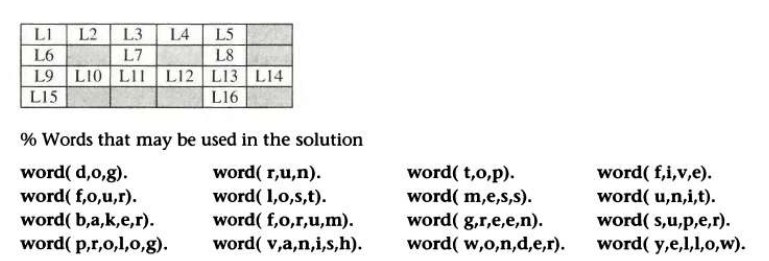 L1 L2 L3 L4 L5
L6 L7 L8
L9 L10 L11 L12 L13 L14
L15 L16
% Words that may be used in the solution
word( d,o,g). word( r,u,n). word( t,o,p). word( f,i,v,e).
word( f,o,u,r). word( l,o,s,t). word( m,e,s,s). word( u,n,i,t).
word( b,a,k,e,r). word( f,o,r,u,m). word( g,r,e,e,n). word( s,u,p,e,r).
word( p,r,o,l,o,g). word( v,a,n,i,s,h). word( w,o,n,d,e,r). word( y,e,l,l,o,w).